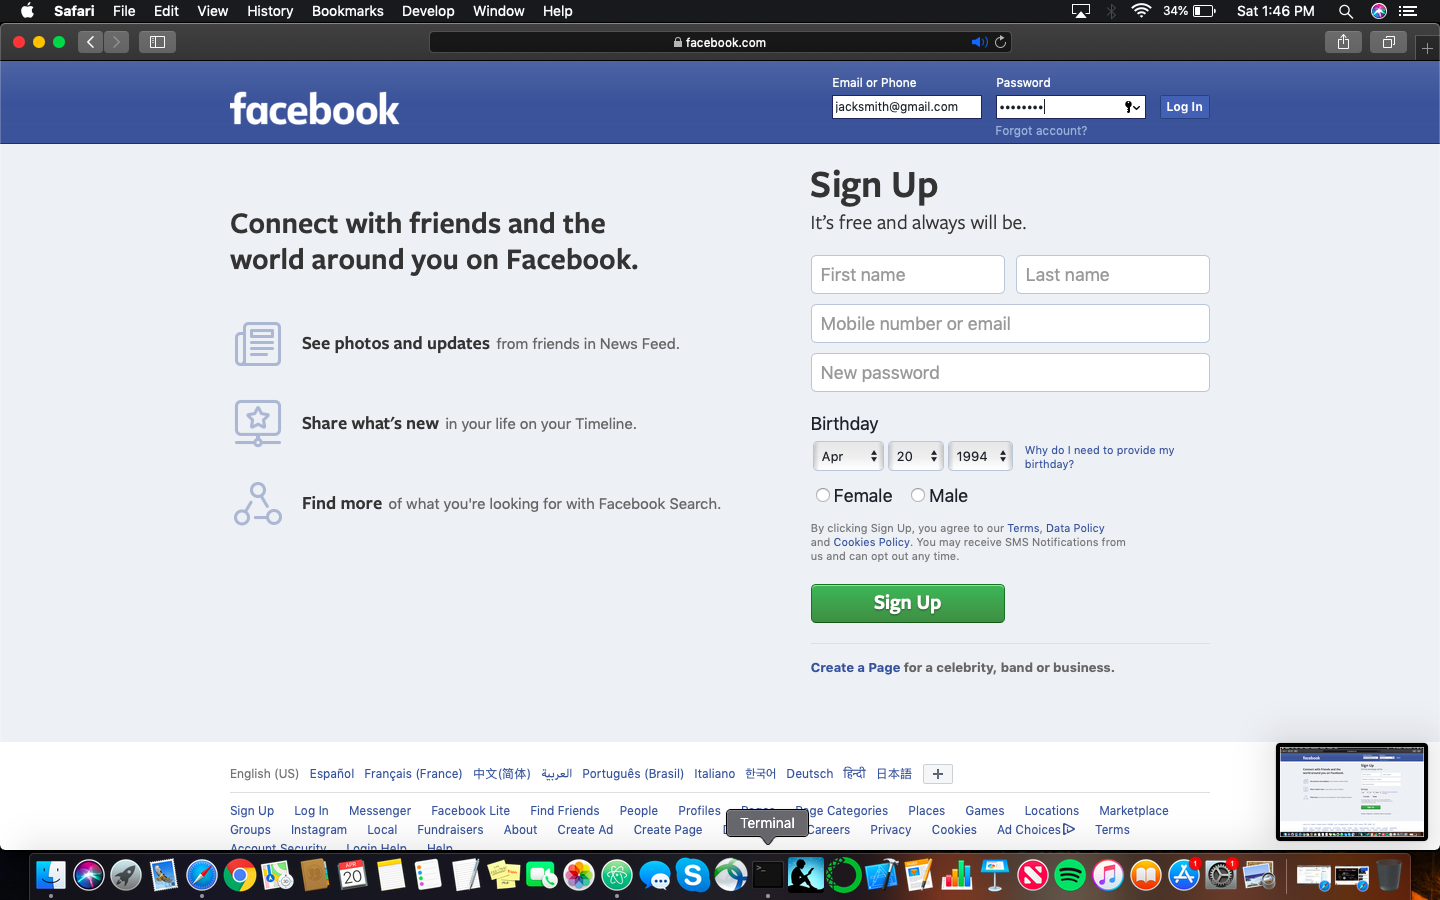 Safari File Edit View History Bookmarks Develop Window Help 34% Sat 1:46 PM
facebook.com
Email or Phone Password
facebook jacksmith@gmail.com •••••••• Log In
Forgot account?
Sign Up
It's free and always will be.
Connect with friends and the
world around you on Facebook.
First name Last name
Mobile number or email
See photos and updates from friends in News Feed.
New password
Share what's new in your life on your Timeline.
Birthday
Apr 20 1994 Why do I need to provide my
birthday?
Find more of what you're looking for with Facebook Search.
Female Male
By clicking Sign Up, you agree to our Terms, Data Policy
and Cookies Policy. You may receive SMS Notifications from
us and can opt out any time.
Sign Up
Create a Page for a celebrity, band or business.
English (US) Español Français (France) 中文(简体) العربية Português (Brasil) Italiano 한국어 Deutsch हिन्दी 日本語 +
Sign Up Log In Messenger Facebook Lite Find Friends People Profiles Pages Page Categories Places Games Locations Marketplace
Groups Instagram Local Fundraisers About Create Ad Create Page Careers Privacy Cookies Ad Choices Terms
Account Security Login Help Help
Terminal
APR
20
1
1